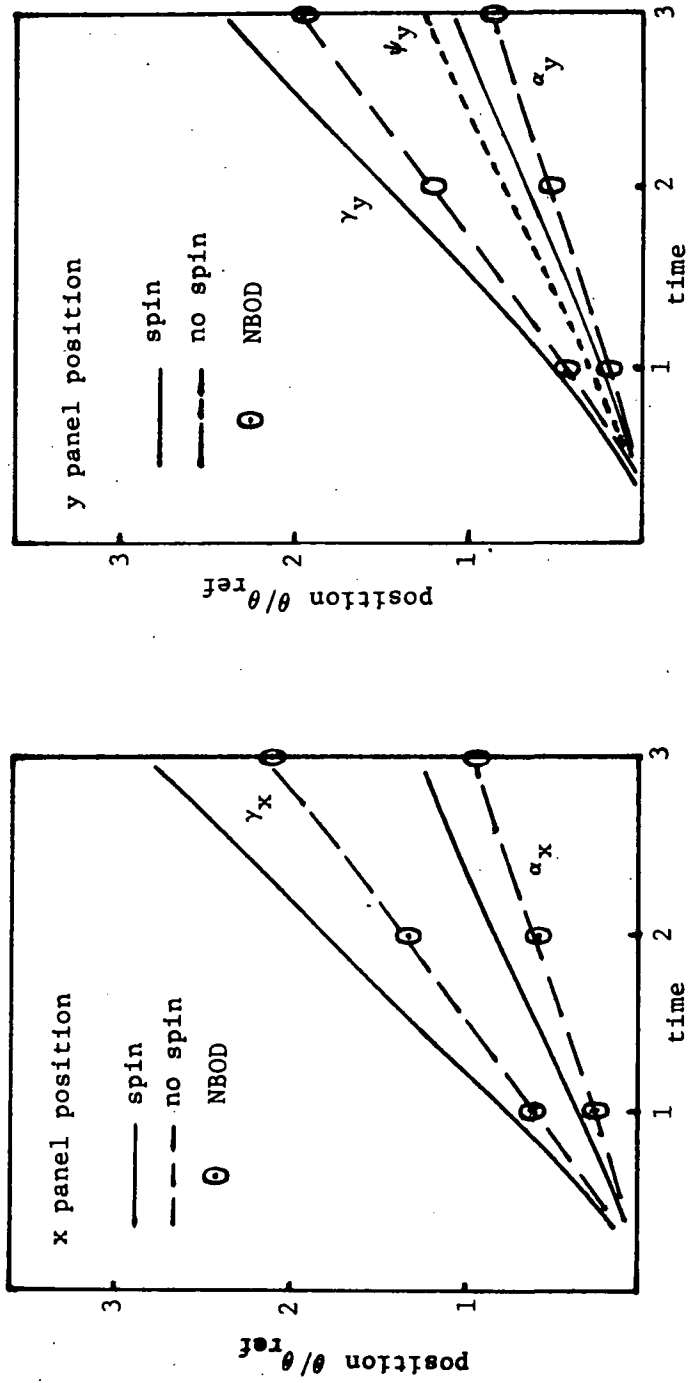 x panel position
spin
no spin
Θ NBOD
γx
αx
3
2
1
position θ/θref
1
2
3
time
y panel position
spin
no spin
Θ NBOD
γy
ψy
αy
3
2
1
position θ/θref
1
2
3
time